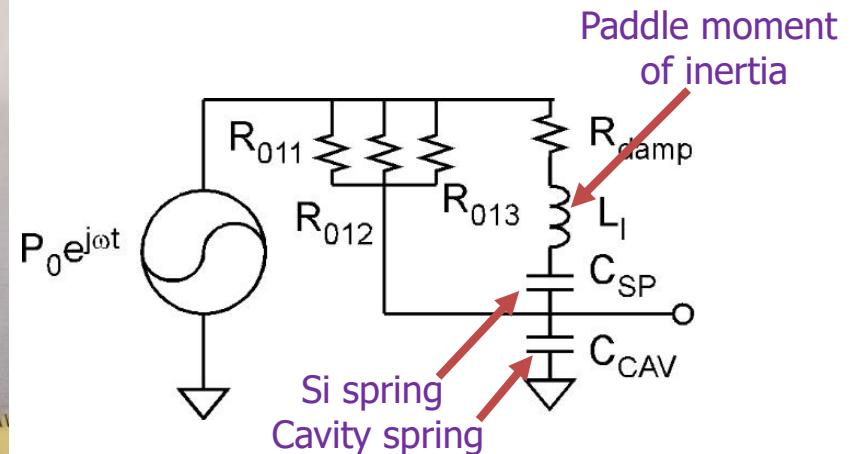 Paddle moment
of inertia
R011
Rdamp
R012
R013
LI
P0ejωt
CSP
CCAV
Si spring
Cavity spring